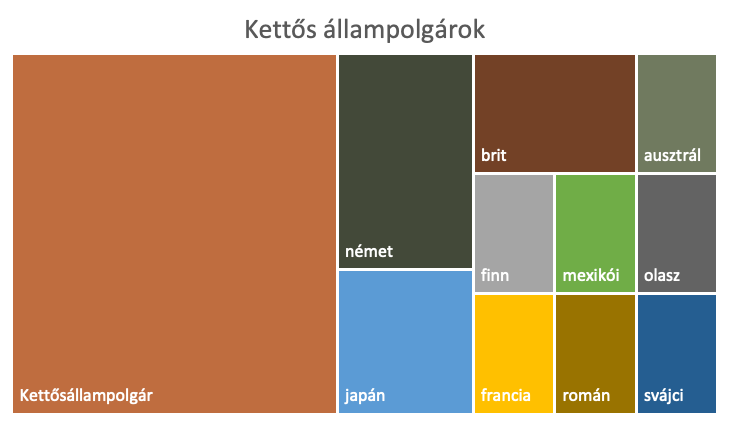 Kettős állampolgárok
Kettősállampolgár
német
japán
brit
ausztrál
finn
mexikói
olasz
francia
román
svájci